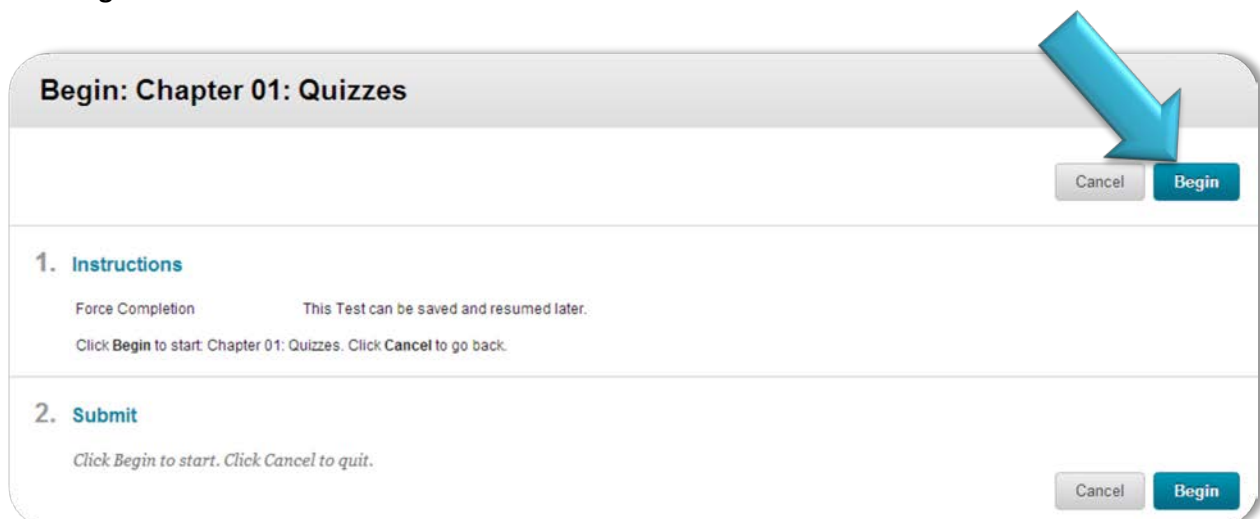 Begin: Chapter 01: Quizzes
Cancel Begin
1. Instructions
Force Completion This Test can be saved and resumed later.
Click Begin to start: Chapter 01: Quizzes. Click Cancel to go back.
2. Submit
Click Begin to start. Click Cancel to quit.
Cancel Begin